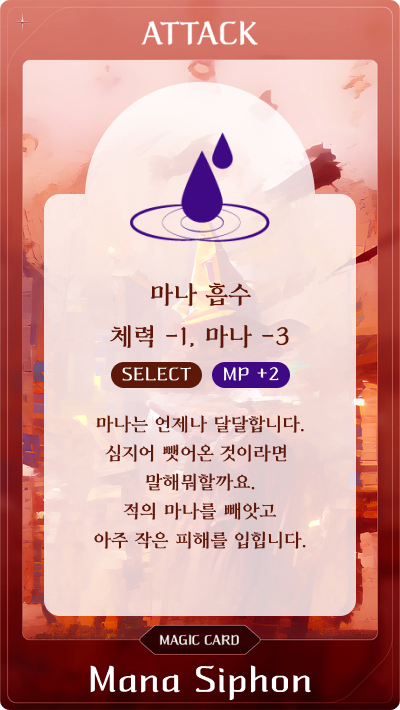 ATTACK
마나 흡수
체력 -1, 마나 -3
SELECT MP +2
마나는 언제나 달달합니다.
심지어 뺏어온 것이라면
말해뭐할까요.
적의 마나를 빼앗고
아주 작은 피해를 입힙니다.
MAGIC CARD
Mana Siphon